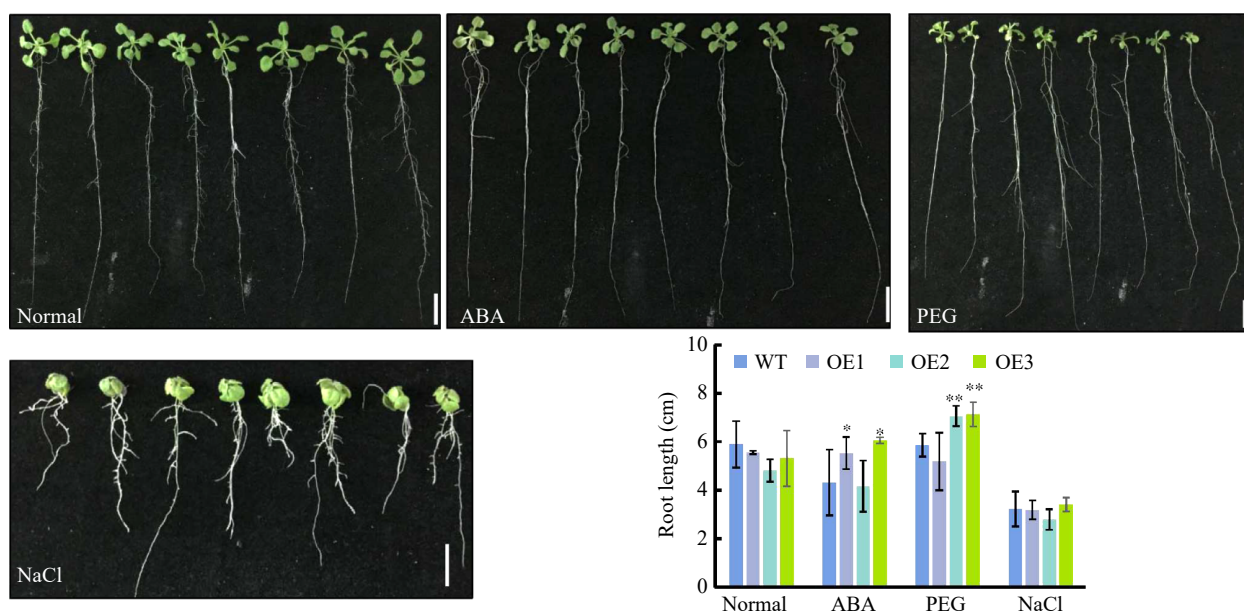 Normal
ABA
PEG
NaCl
WT OE1 OE2 OE3
Root length (cm)
10
8
6
4
2
0
* * ** **
Normal ABA PEG NaCl